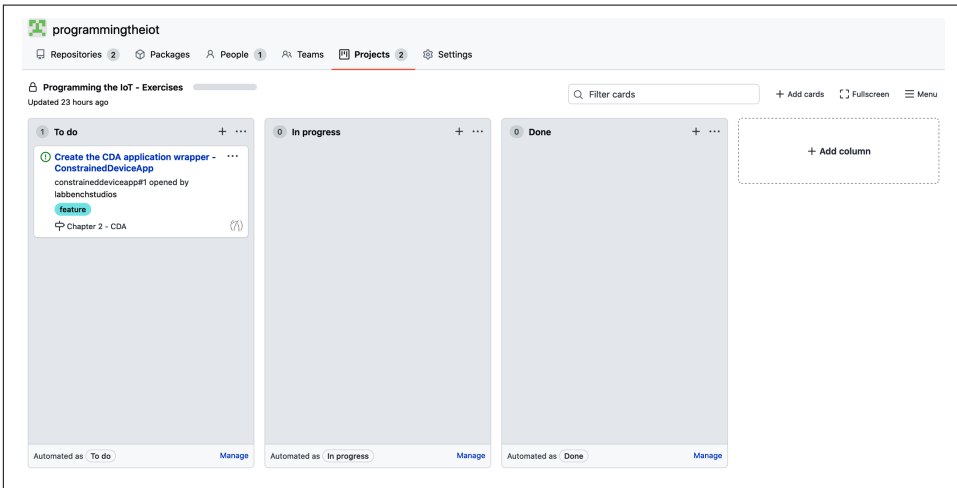 programmingtheiot
Repositories 2 Packages People 1 Teams Projects 2 Settings
Programming the IoT - Exercises
Updated 23 hours ago
Filter cards
+ Add cards Fullscreen Menu
1 To do + ...
Create the CDA application wrapper - ...
ConstrainedDeviceApp
constraineddeviceapp#1 opened by
labbenchstudios
feature
Chapter 2 - CDA
Automated as To do Manage
0 In progress + ...
Automated as In progress Manage
0 Done + ...
Automated as Done Manage
+ Add column